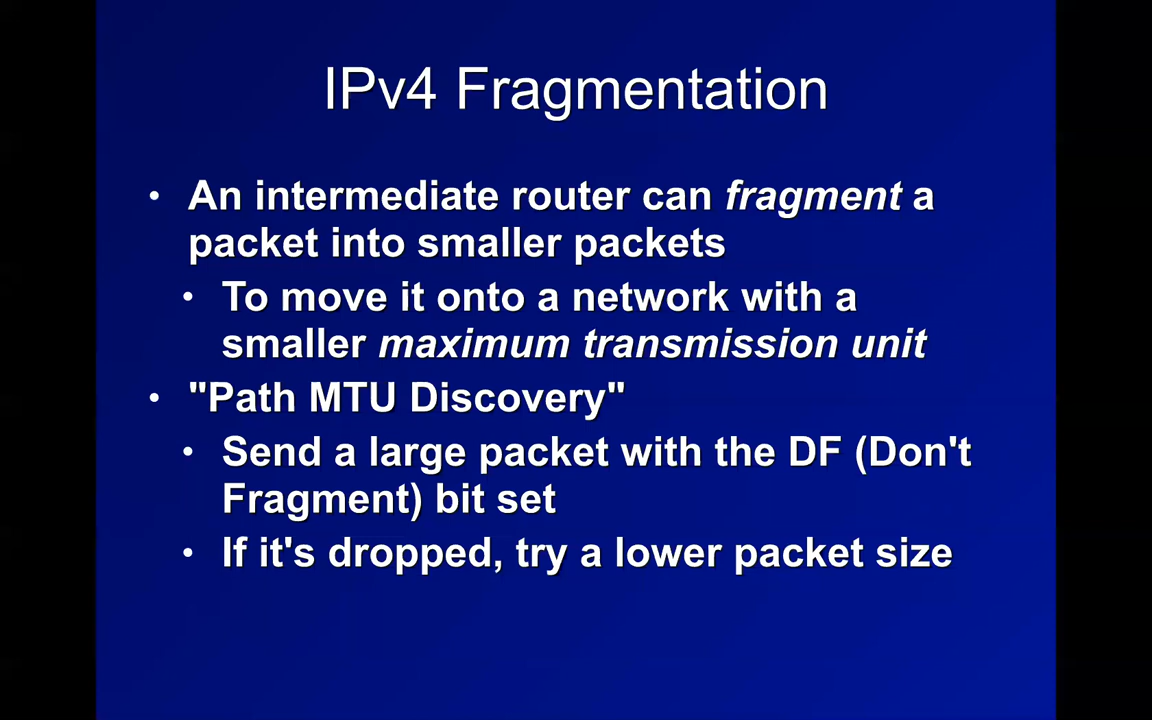 IPv4 Fragmentation
• An intermediate router can fragment a
packet into smaller packets
• To move it onto a network with a
smaller maximum transmission unit
• "Path MTU Discovery"
• Send a large packet with the DF (Don't
Fragment) bit set
• If it's dropped, try a lower packet size